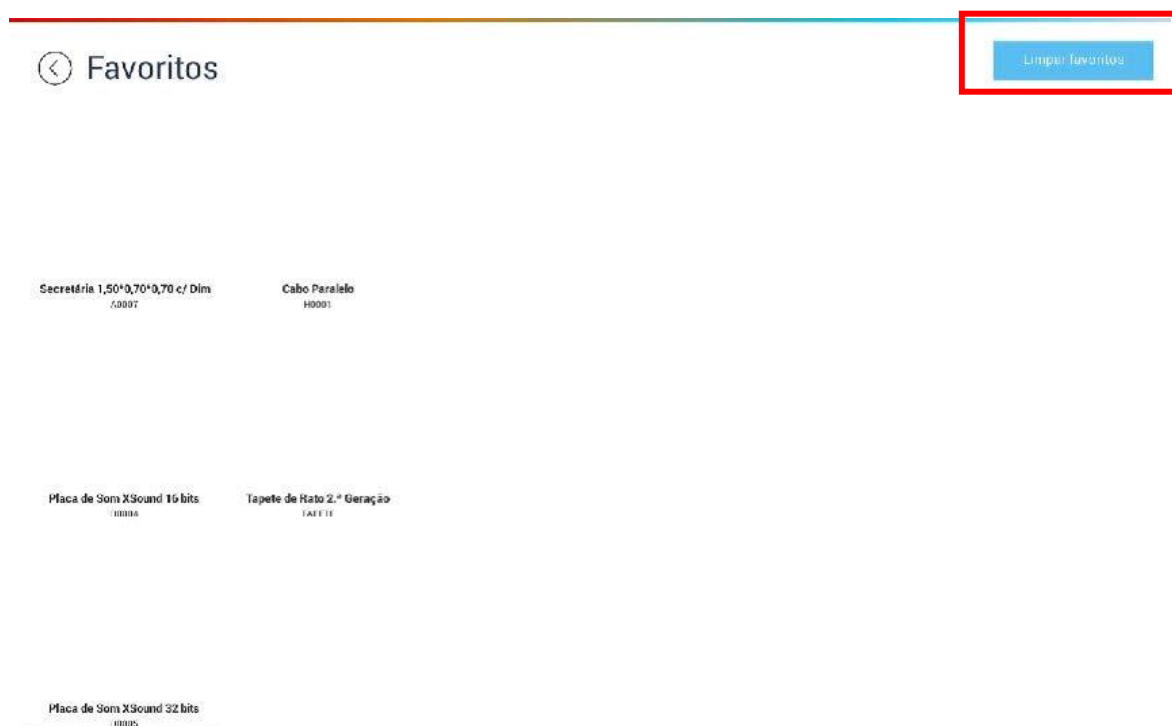 Favoritos
Limpar favoritos
Secretária 1,50*0,70*0,70 c/ Dim
A0007
Cabo Paralelo
H0001
Placa de Som XSound 16 bits
Tapete de Rato 2.ª Geração
TAPETE
Placa de Som XSound 32 bits